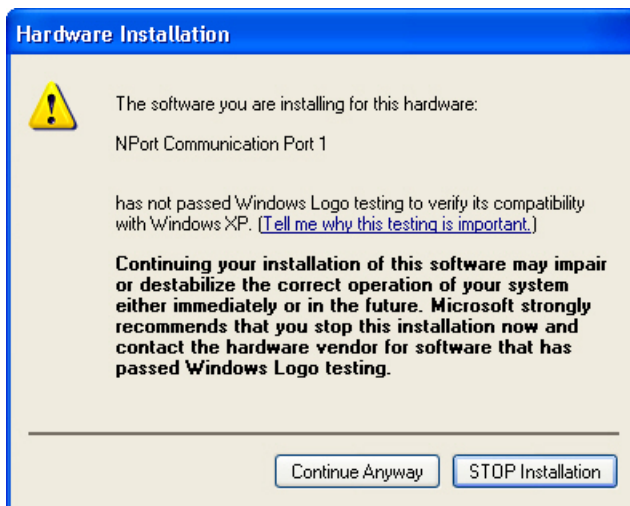 Hardware Installation
The software you are installing for this hardware:
NPort Communication Port 1
has not passed Windows Logo testing to verify its compatibility
with Windows XP. (Tell me why this testing is important.)
Continuing your installation of this software may impair
or destabilize the correct operation of your system
either immediately or in the future. Microsoft strongly
recommends that you stop this installation now and
contact the hardware vendor for software that has
passed Windows Logo testing.
Continue Anyway
STOP Installation